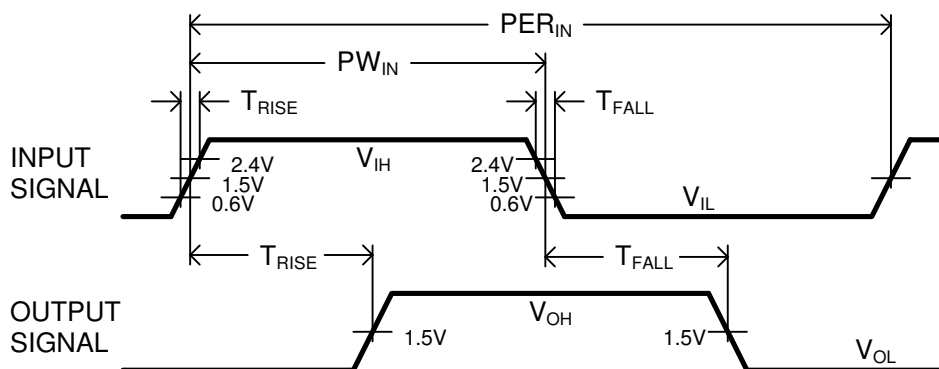 PER_IN
PW_IN
T_RISE T_FALL
INPUT SIGNAL
2.4V V_IH 2.4V
1.5V 1.5V
0.6V 0.6V V_IL
T_RISE T_FALL
OUTPUT SIGNAL
V_OH
1.5V 1.5V
V_OL